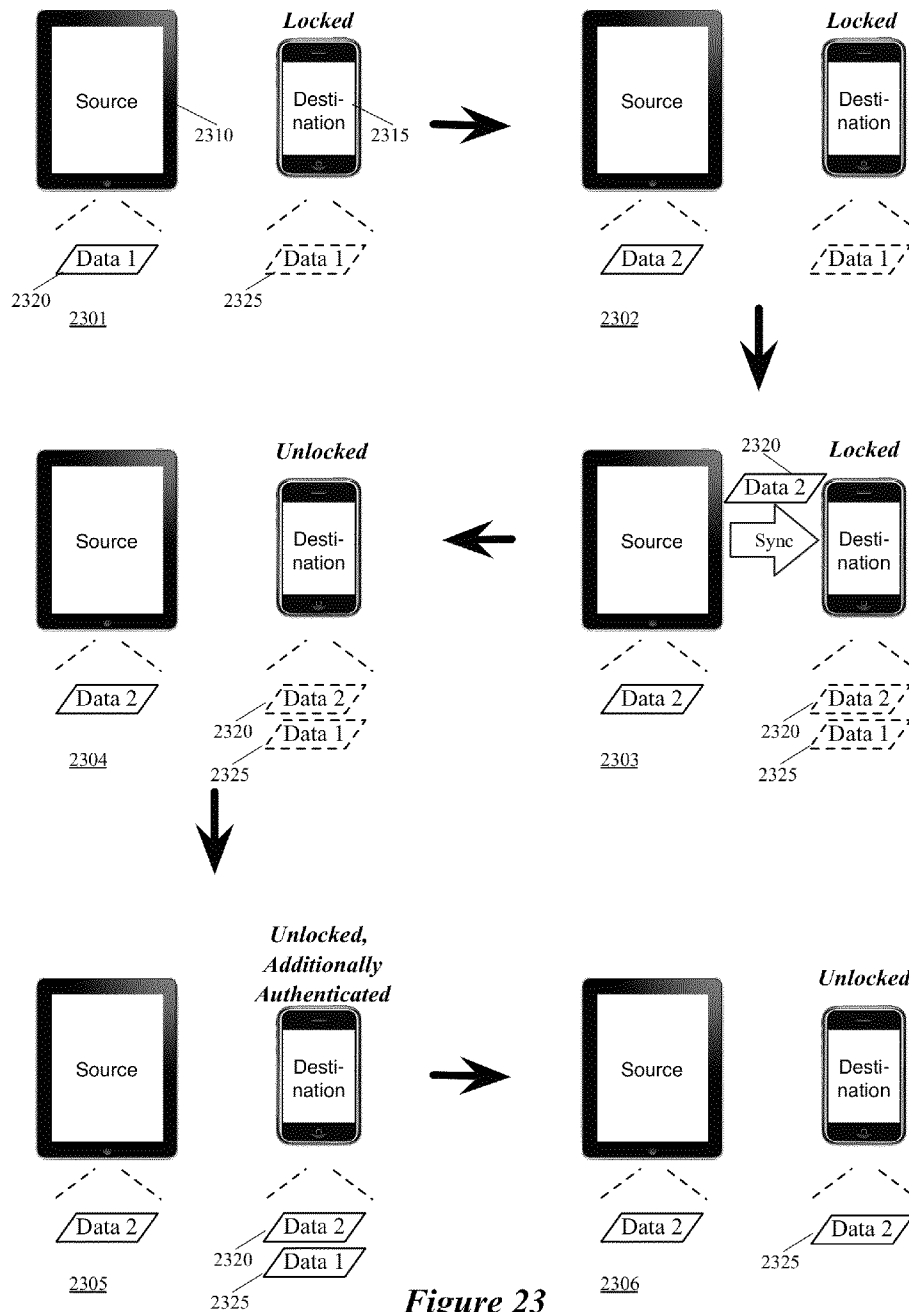 Locked
Source
2310
Desti-
nation
2315
Data 1
2320
Data 1
2325
2301
Locked
Source
Desti-
nation
Data 2
Data 1
2302
Unlocked
Source
Desti-
nation
Data 2
Data 2
2320
Data 1
2325
2304
2320
Locked
Data 2
Source
Sync
Desti-
nation
Data 2
Data 2
2320
Data 1
2325
2303
Unlocked,
Additionally
Authenticated
Source
Desti-
nation
Data 2
Data 2
2320
Data 1
2325
2305
Unlocked
Source
Desti-
nation
Data 2
Data 2
2325
2306
Figure 23